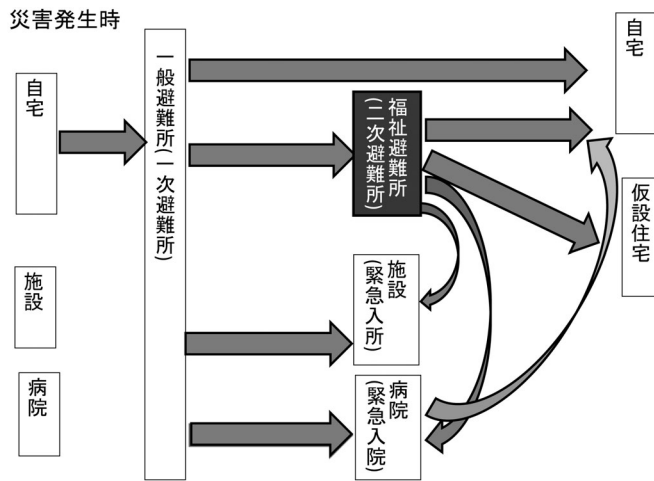 災害発生時
自宅
施設
病院
一般避難所(一次避難所)
福祉避難所
(二次避難所)
施設
(緊急入所)
病院
(緊急入院)
自宅
仮設住宅